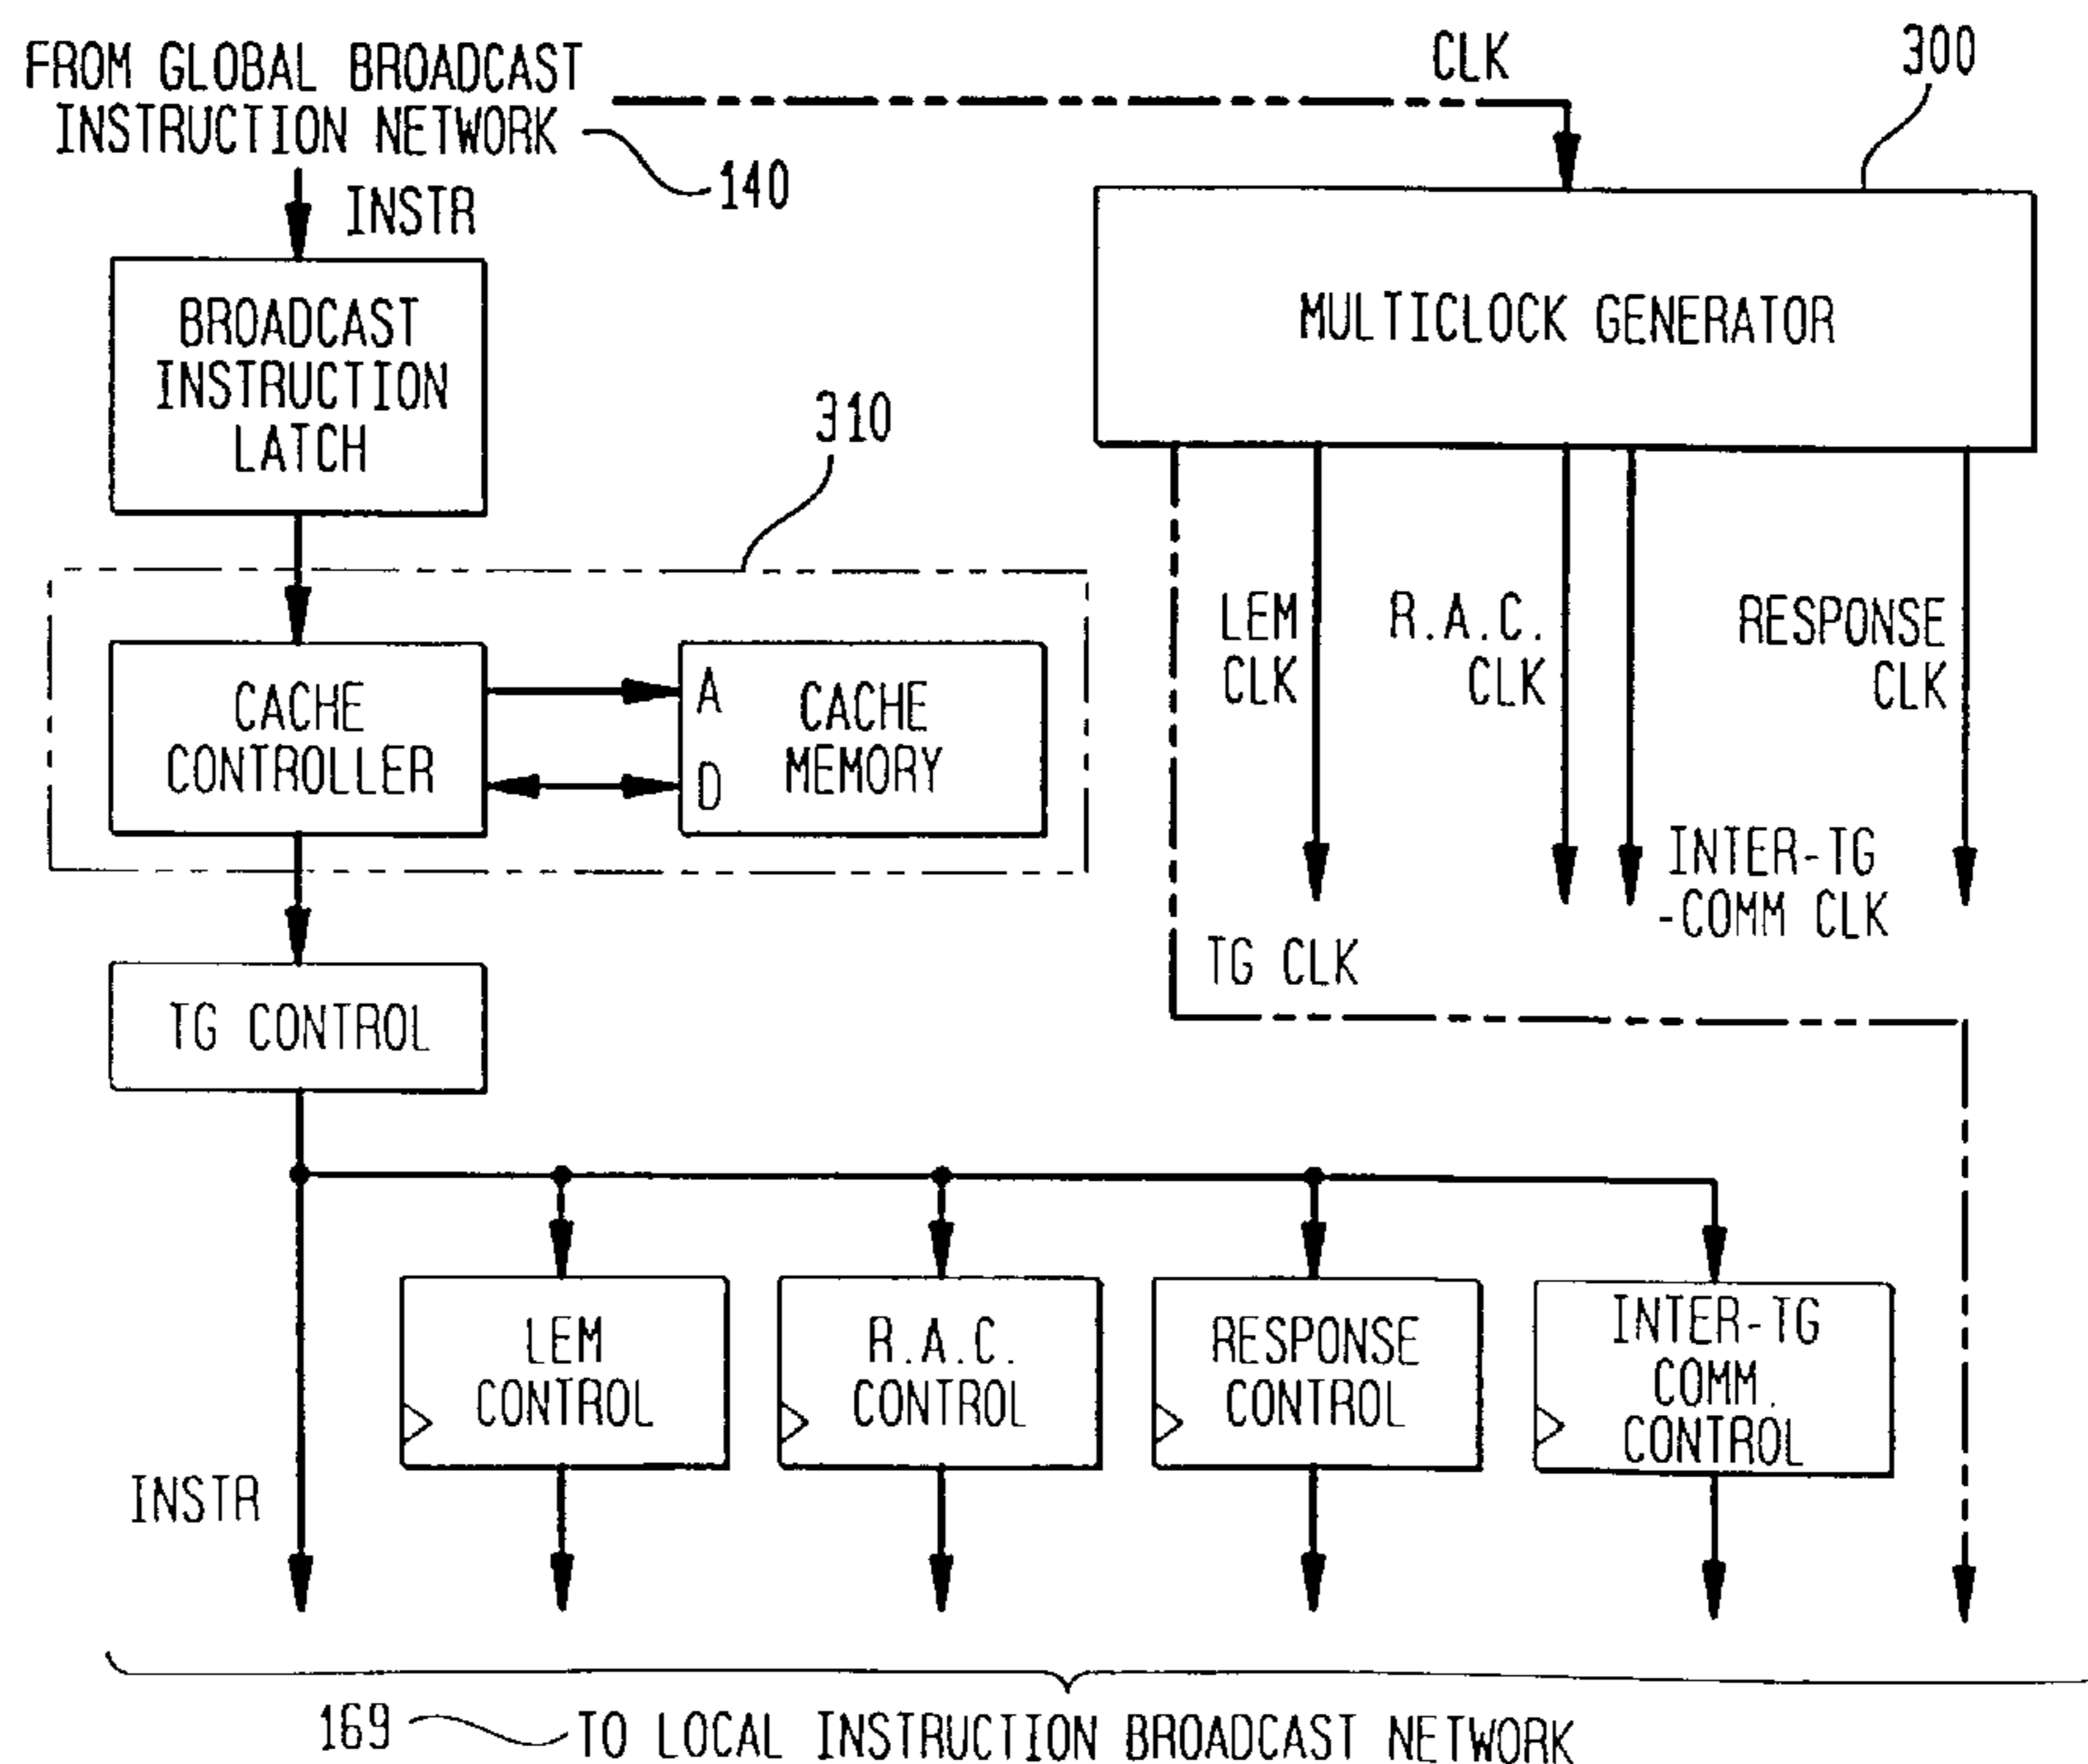 FROM GLOBAL BROADCAST
INSTRUCTION NETWORK
140
CLK
300
INSTR
BROADCAST
INSTRUCTION
LATCH
MULTICLOCK GENERATOR
310
CACHE
CONTROLLER
A
D
CACHE
MEMORY
LEM
CLK
R.A.C.
CLK
INTER-TG
-COMM CLK
RESPONSE
CLK
TG CLK
TG CONTROL
LEM
CONTROL
R.A.C.
CONTROL
RESPONSE
CONTROL
INTER-TG
COMM.
CONTROL
INSTR
169
TO LOCAL INSTRUCTION BROADCAST NETWORK